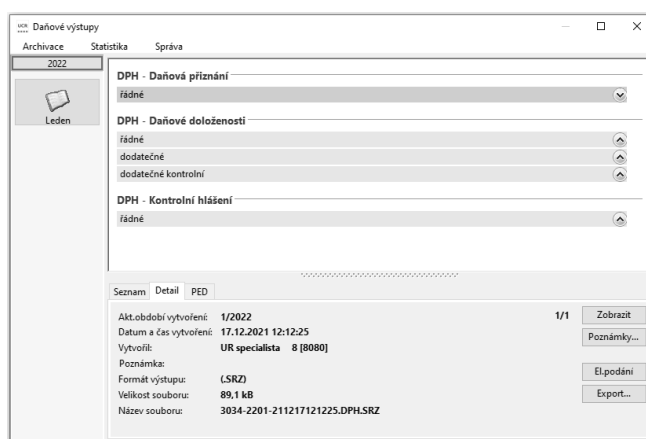 UCR Daňové výstupy
Archivace Statistika Správa
2022
Leden
DPH - Daňová přiznání
řádné
DPH - Daňové doloženosti
řádné
dodatečné
dodatečné kontrolní
DPH - Kontrolní hlášení
řádné
Seznam Detail PED
Akt.období vytvoření: 1/2022 1/1 Zobrazit
Datum a čas vytvoření: 17.12.2021 12:12:25 Poznámky...
Vytvořil: UR specialista 8 [8080]
Poznámka: El.podání
Formát výstupu: (.SRZ)
Velikost souboru: 89,1 kB Export...
Název souboru: 3034-2201-211217121225.DPH.SRZ